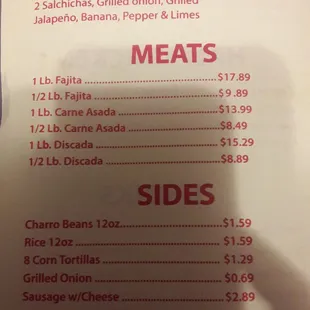 2 Salchichas, Grilled onion, Grilled
Jalapeño, Banana, Pepper & Limes
MEATS
1 Lb. Fajita ........................................ $17.89
1/2 Lb. Fajita ..................................... $9 .89
1 Lb. Carne Asada ............................. $13.99
1/2 Lb. Carne Asada .......................... $8.49
1 Lb. Discada ..................................... $15.29
1/2 Lb. Discada .................................. $8.89
SIDES
Charro Beans 12oz ............................ $1.59
Rice 12oz ........................................... $1.59
8 Corn Tortillas .................................. $1.29
Grilled Onion ..................................... $0.69
Sausage w/Cheese ............................. $2.89